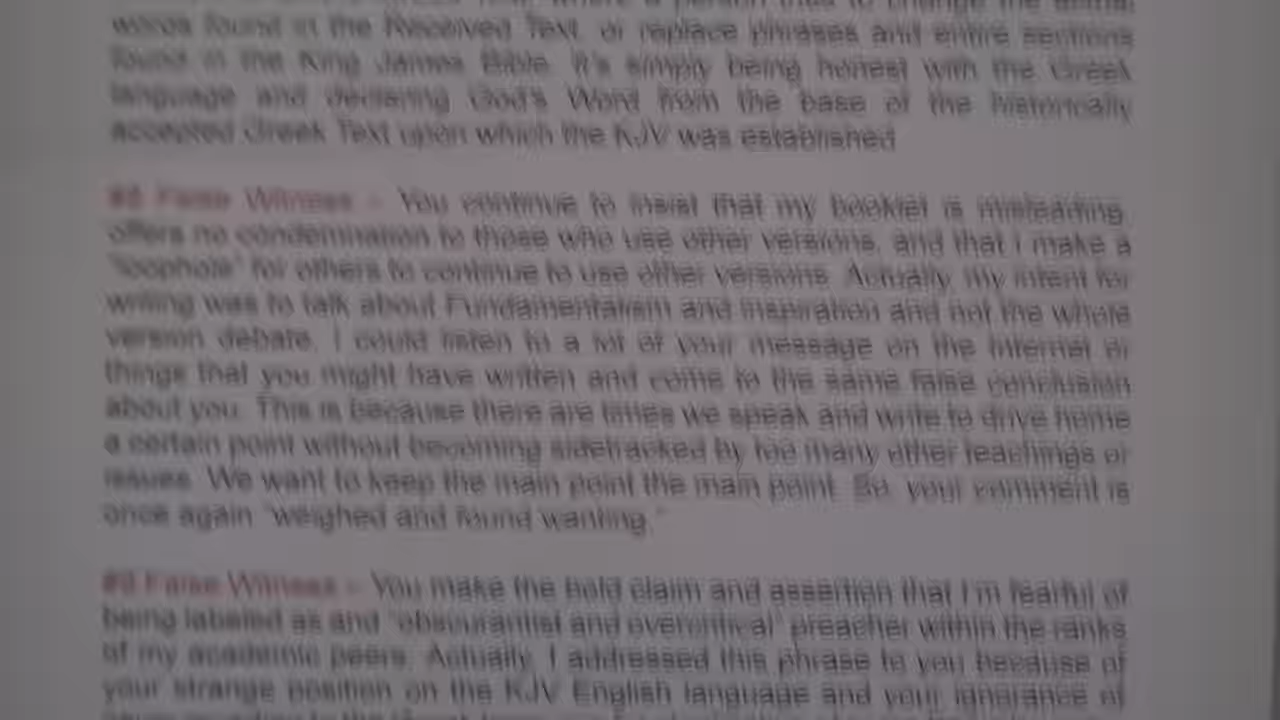 words found in the Received Text, or replace phrases and entire sections
found in the King James Bible. It's simply being honest with the Greek
language and declaring God's Word from the base of the historically
accepted Greek Text upon which the KJV was established.
False Witness - You continue to insist that my booklet is misleading,
offers no condemnation to those who use other versions, and that I make a
"loophole" for others to continue to use other versions. Actually, my intent for
writing was to talk about Fundamentalism and inspiration and not the whole
version debate. I could listen to a lot of your message on the Internet or
things that you might have written and come to the same false conclusion
about you. This is because there are times we speak and write to drive home
a certain point without becoming sidetracked by too many other teachings or
issues. We want to keep the main point the main point. So, your comment is
once again "weighed and found wanting."
#3 False Witness - You make the bold claim and assertion that I'm fearful of
being labeled as and "obscurantist and overcritical" preacher within the ranks
of my academic peers. Actually, I addressed this phrase to you because of
your strange position on the KJV English language and your ignorance of